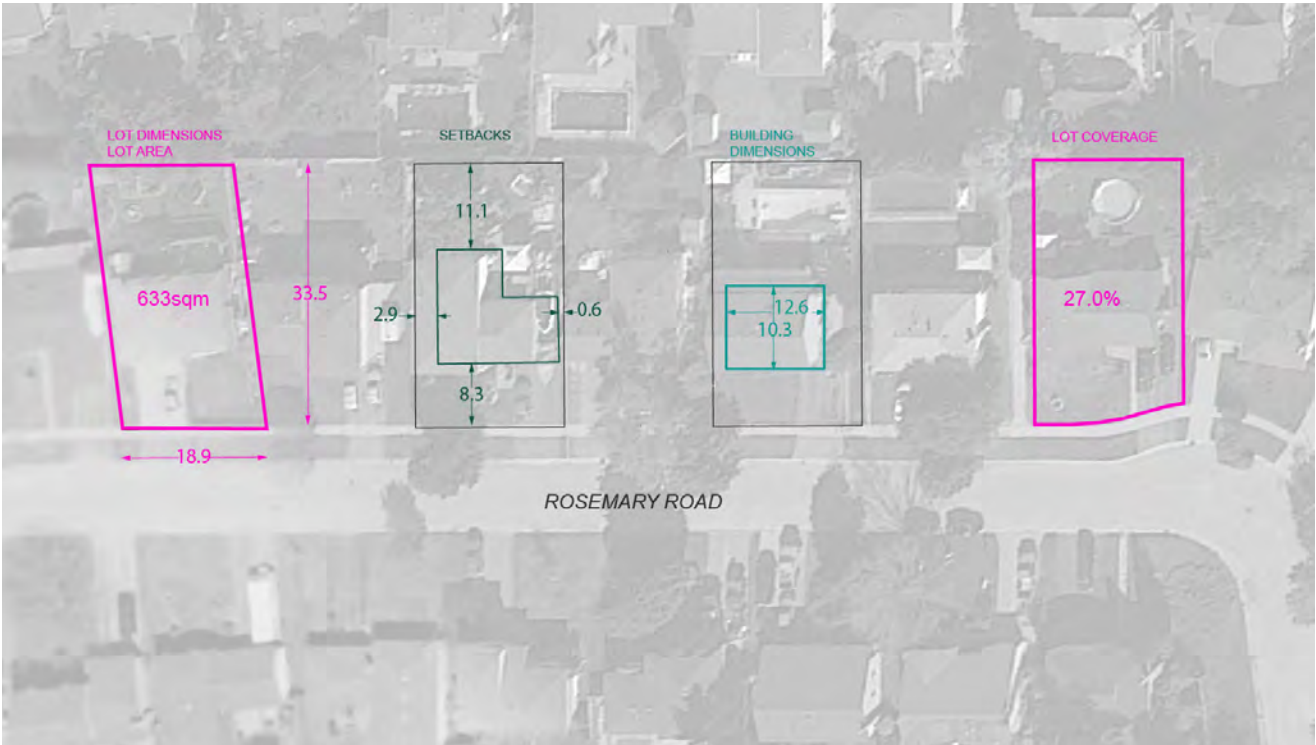 LOT DIMENSIONS
LOT AREA
SETBACKS
BUILDING
DIMENSIONS
LOT COVERAGE
11.1
633sqm
33.5
2.9
0.6
12.6
10.3
27.0%
8.3
18.9
ROSEMARY ROAD